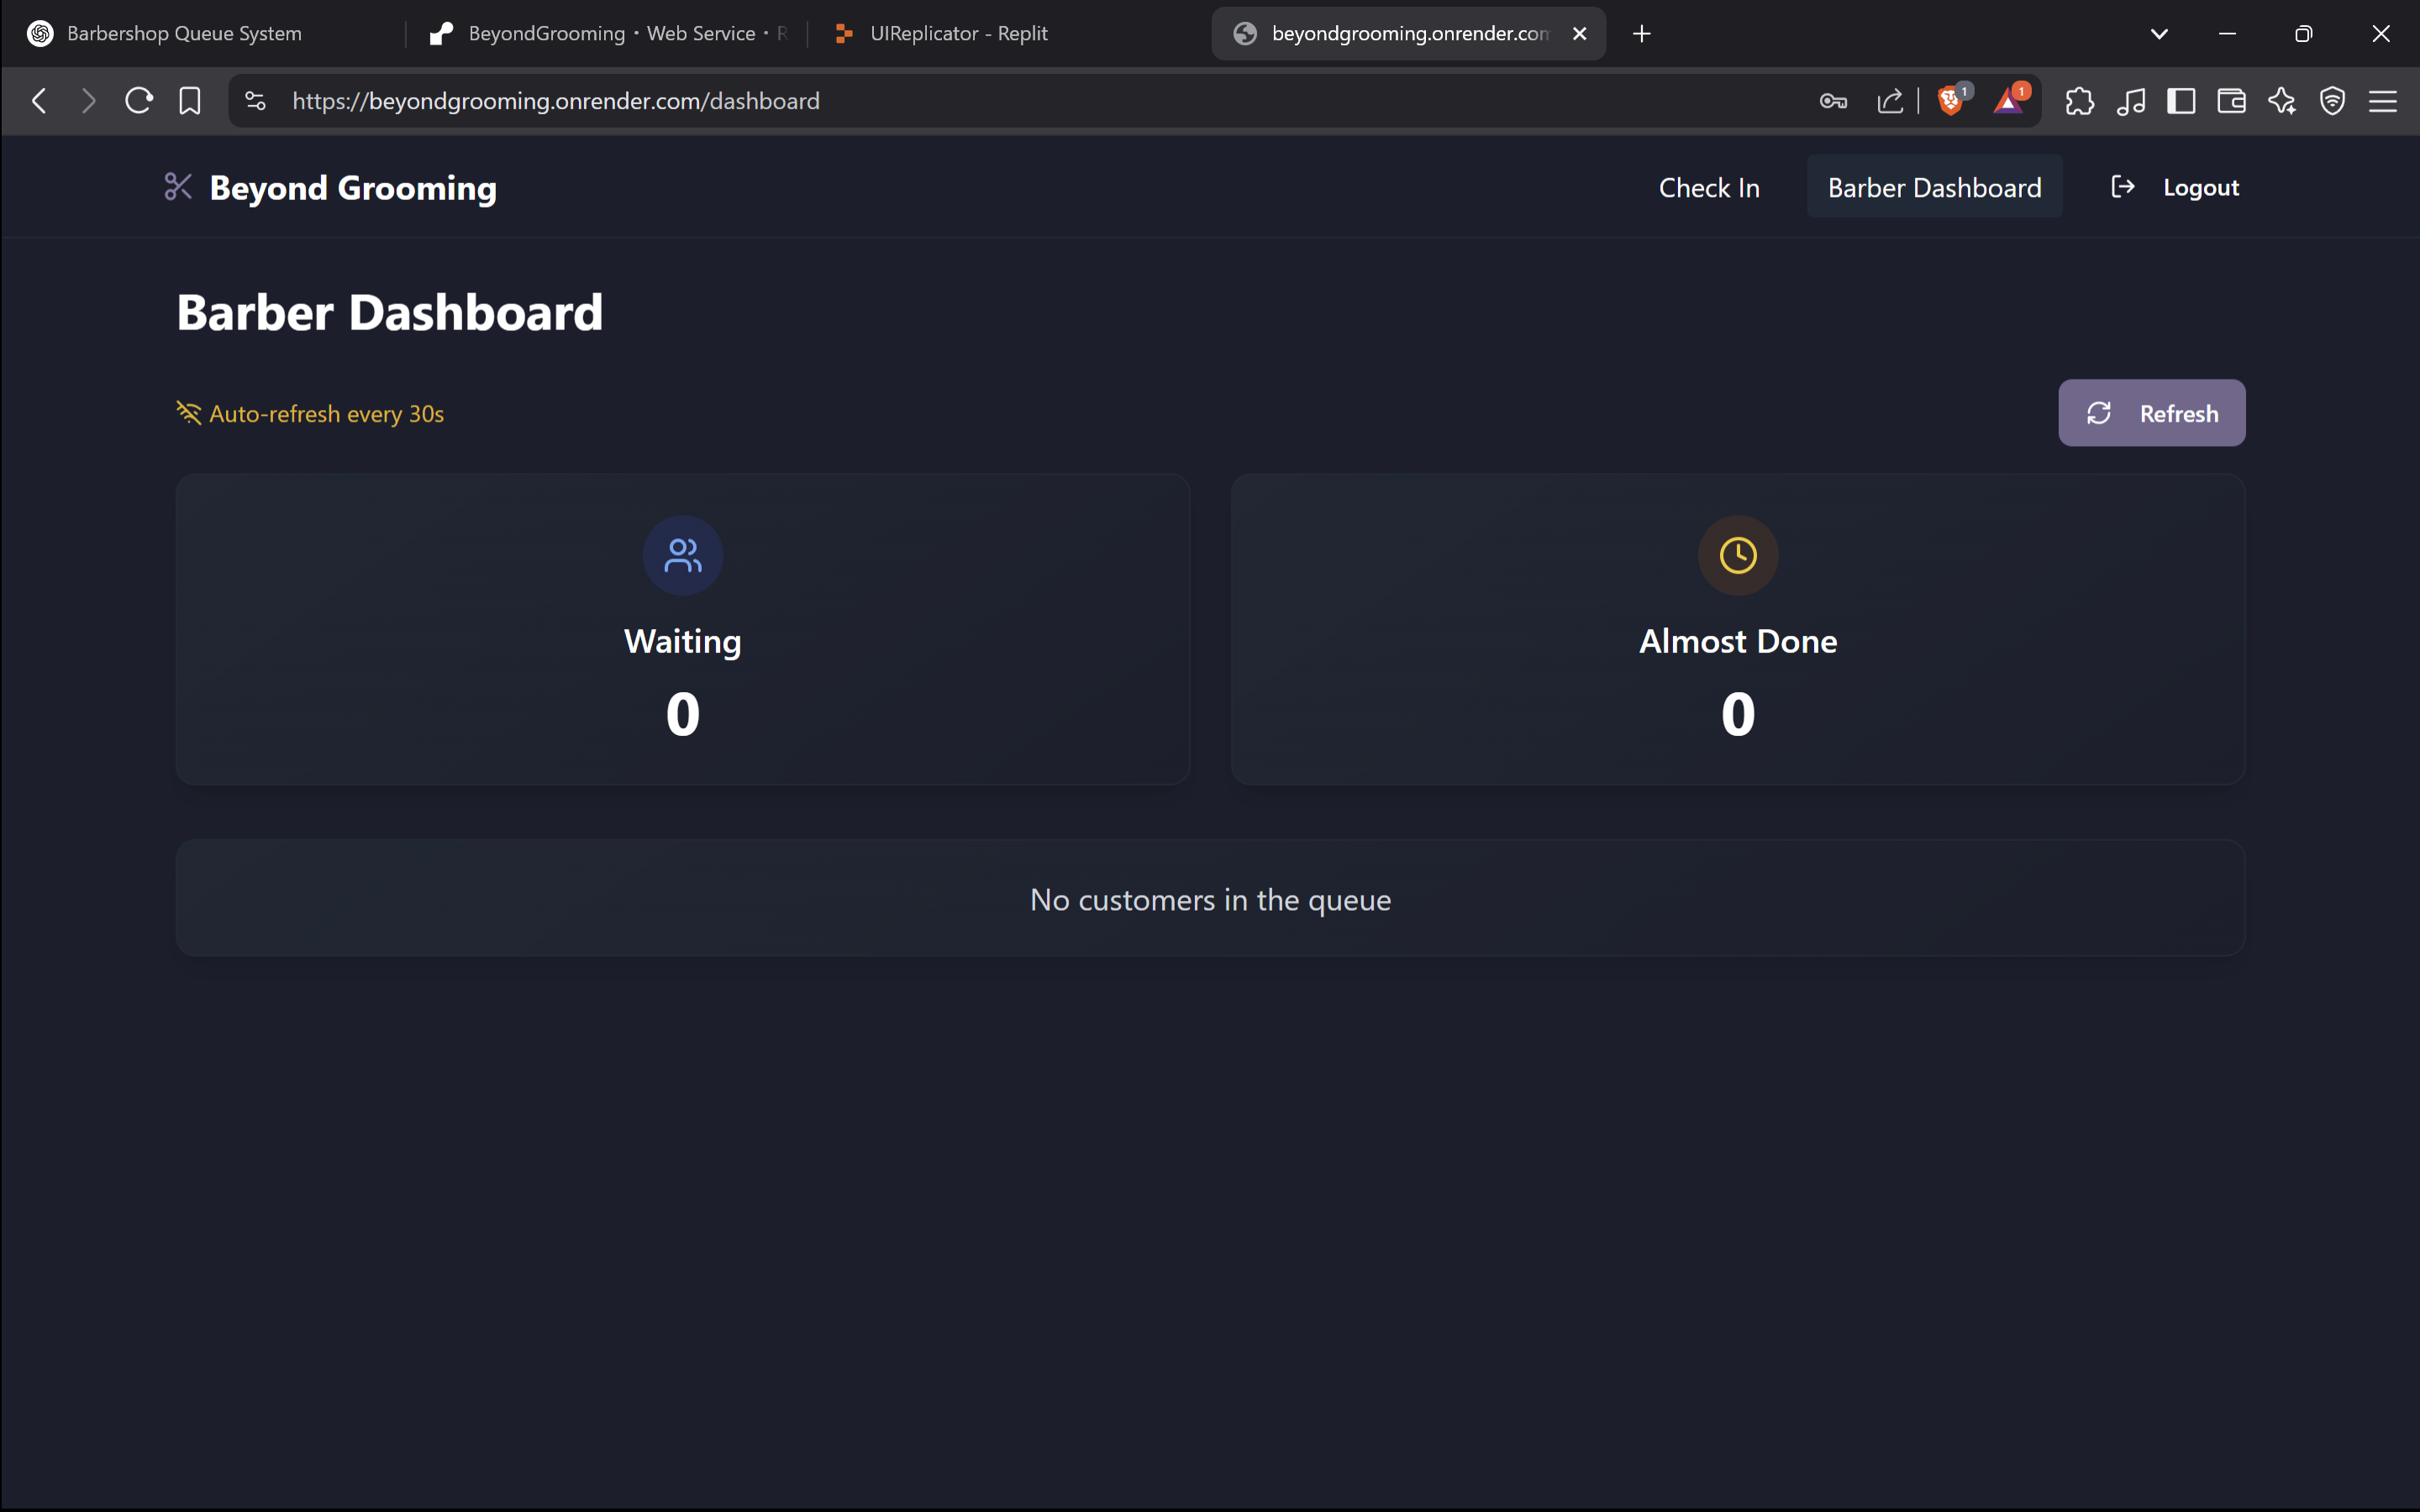 Barbershop Queue System
BeyondGrooming • Web Service • R
UIReplicator - Replit
beyondgrooming.onrender.com
https://beyondgrooming.onrender.com/dashboard
1
1
Beyond Grooming
Check In
Barber Dashboard
Logout
Barber Dashboard
Auto-refresh every 30s
Refresh
Waiting
0
Almost Done
0
No customers in the queue